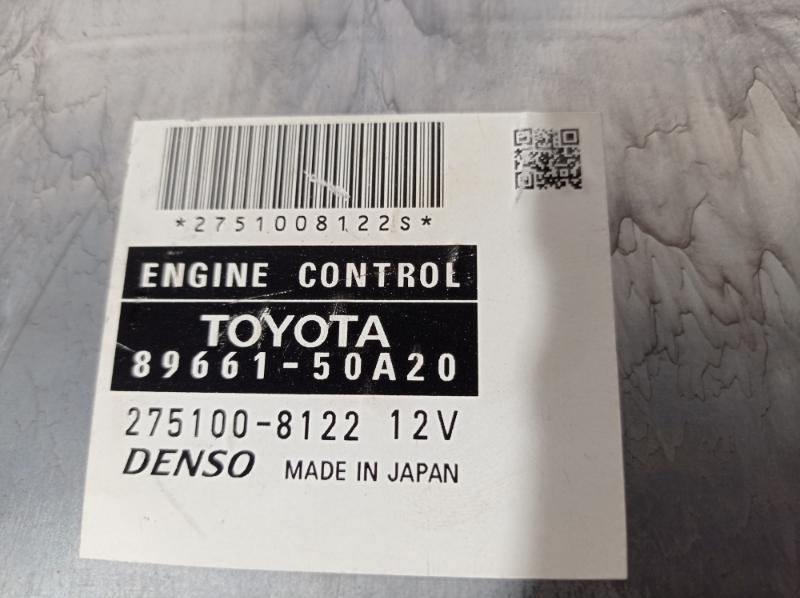 *2751008122S*
ENGINE CONTROL
TOYOTA
89661-50A20
275100-8122 12V
DENSO MADE IN JAPAN